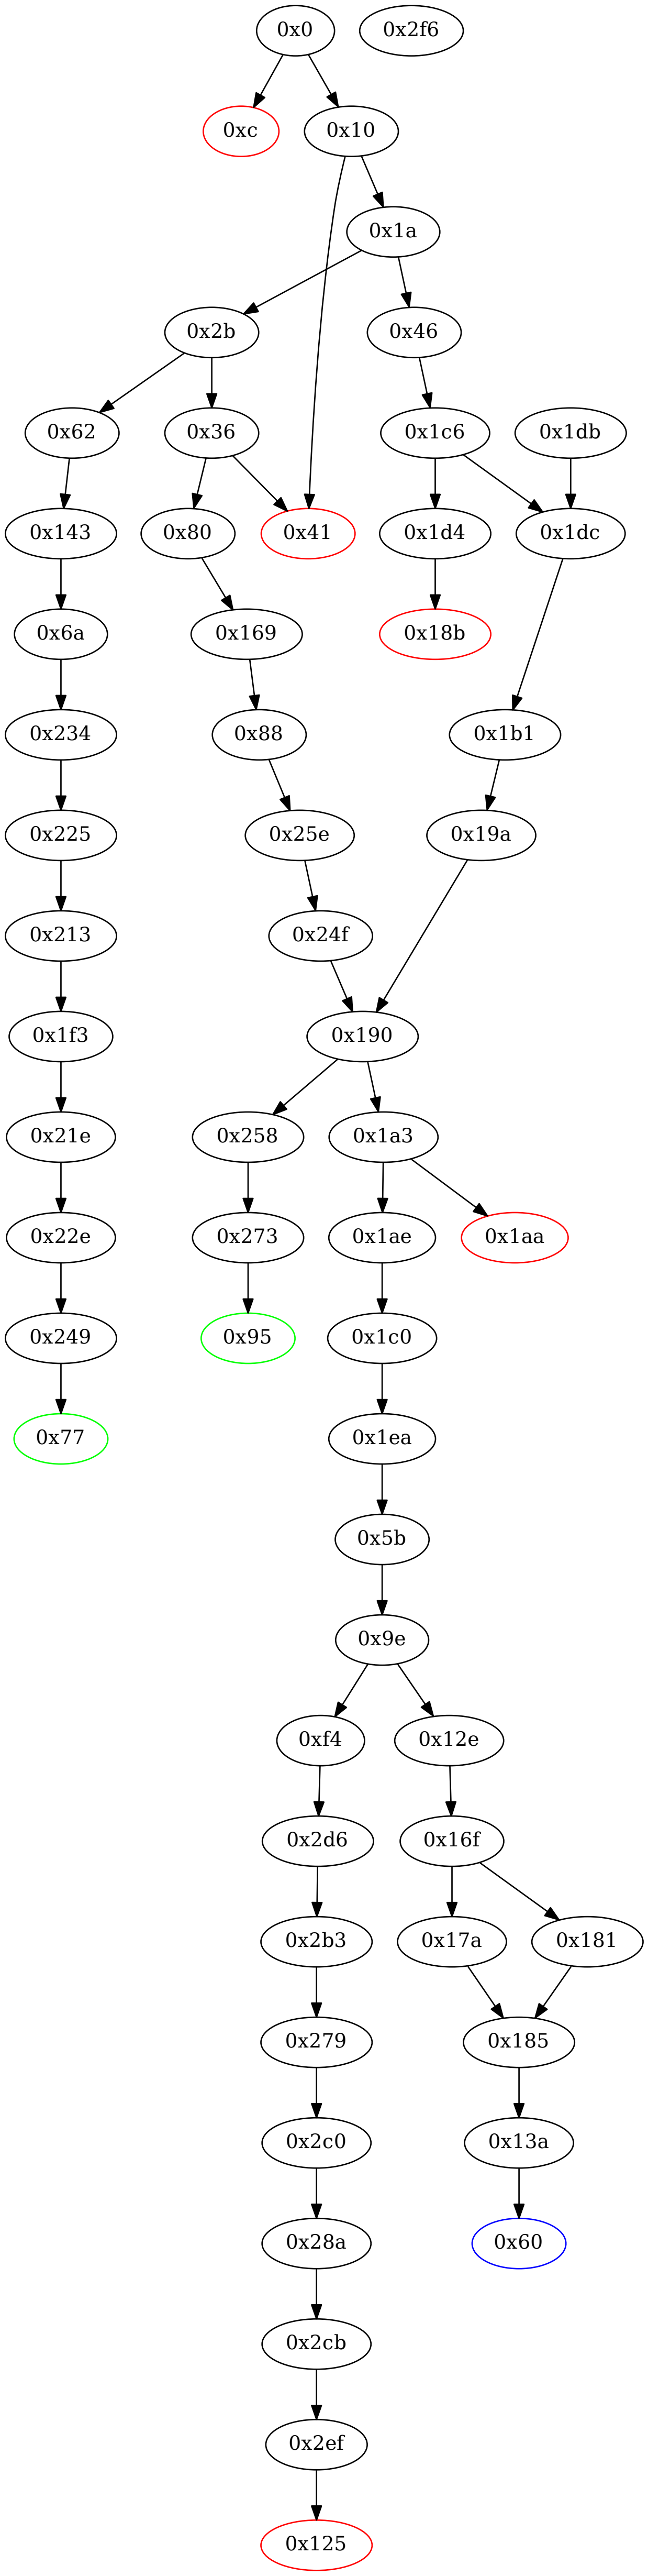 0x0 0x2f6
0xc 0x10
0x1a
0x2b 0x46
0x62 0x36 0x1c6 0x1db
0x143 0x80 0x41 0x1d4 0x1dc
0x6a 0x169 0x18b
0x234 0x88 0x1b1
0x225 0x25e 0x19a
0x213 0x24f
0x1f3 0x190
0x21e 0x258 0x1a3
0x22e 0x273 0x1ae 0x1aa
0x249 0x95 0x1c0
0x77 0x1ea
0x5b
0x9e
0xf4 0x12e
0x2d6 0x16f
0x2b3 0x17a 0x181
0x279 0x185
0x2c0 0x13a
0x28a 0x60
0x2cb
0x2ef
0x125